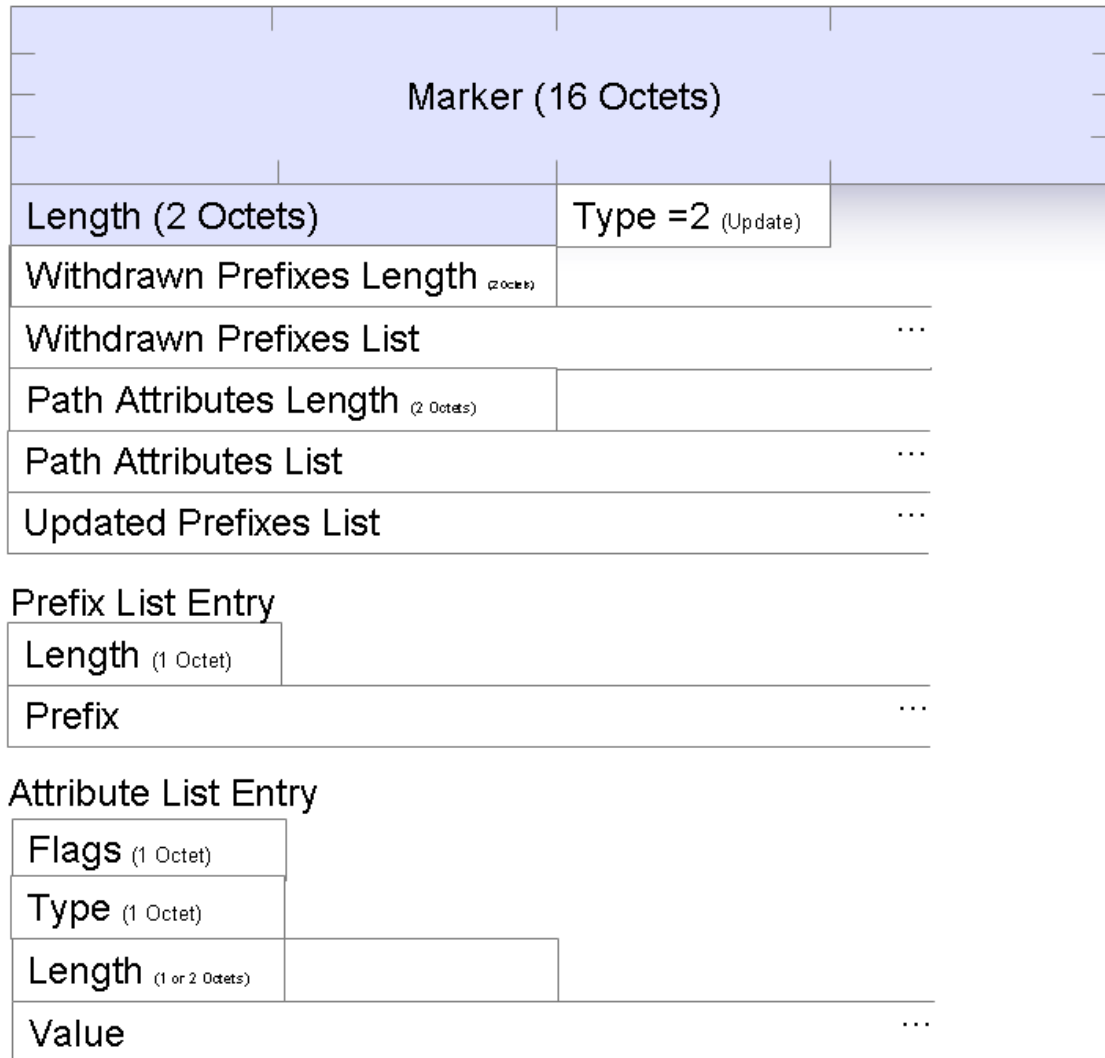 Marker (16 Octets)
Length (2 Octets) Type =2 (Update)
Withdrawn Prefixes Length (2 Octets)
Withdrawn Prefixes List ...
Path Attributes Length (2 Octets)
Path Attributes List ...
Updated Prefixes List ...
Prefix List Entry
Length (1 Octet)
Prefix ...
Attribute List Entry
Flags (1 Octet)
Type (1 Octet)
Length (1 or 2 Octets)
Value ...